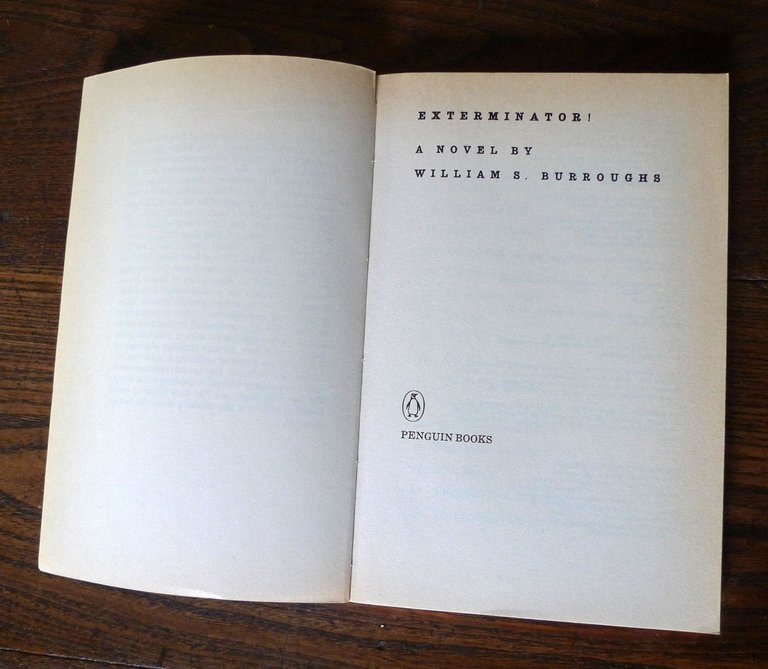 EXTERMINATOR!
A NOVEL BY
WILLIAM S. BURROUGHS
PENGUIN BOOKS